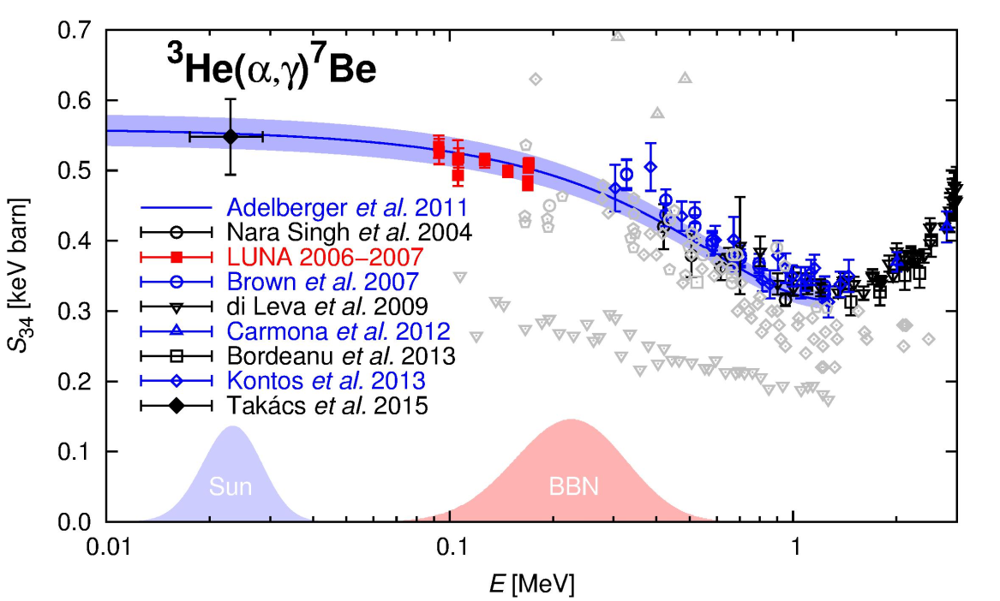 0.7
³He(α,γ)⁷Be
0.6
0.5
Adelberger et al. 2011
Nara Singh et al. 2004
0.4
LUNA 2006–2007
Brown et al. 2007
di Leva et al. 2009
0.3
Carmona et al. 2012
Bordeanu et al. 2013
Kontos et al. 2013
0.2
Takács et al. 2015
0.1
Sun
BBN
0.0
0.01
0.1
1
S₃₄ [keV barn]
E [MeV]